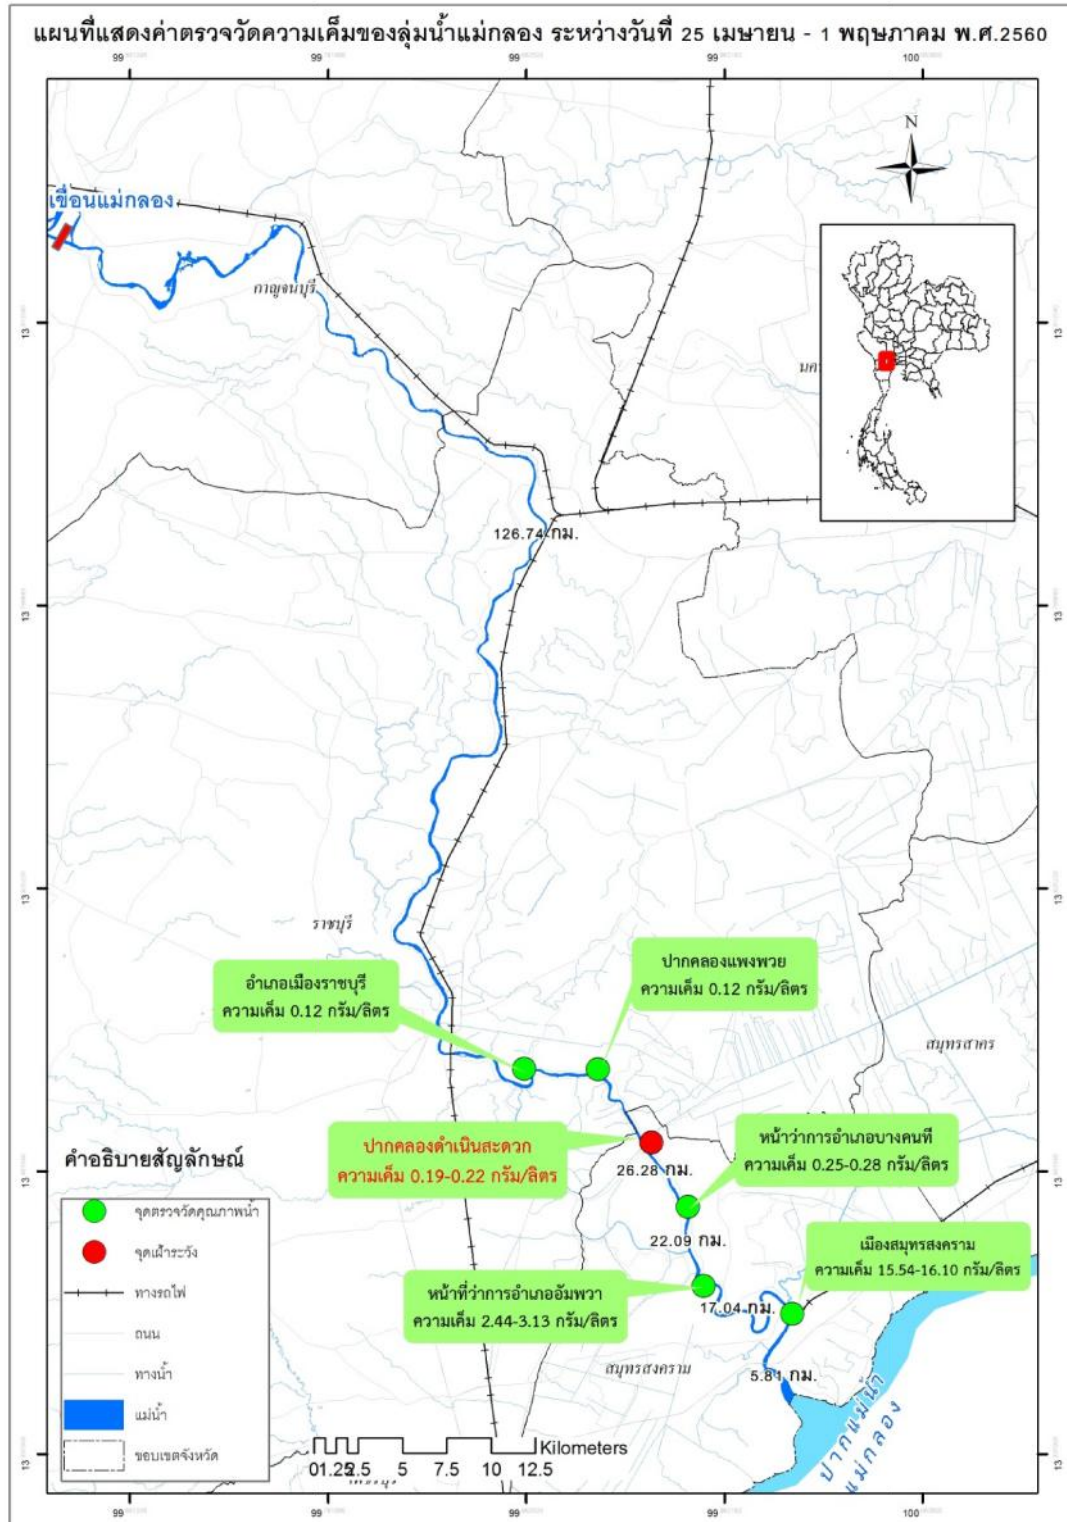 แผนที่แสดงค่าตรวจวัดความเค็มของลุ่มน้ำแม่กลอง ระหว่างวันที่ 25 เมษายน - 1 พฤษภาคม พ.ศ.2560
N
เขื่อนแม่กลอง
กาญจนบุรี
126.74 กม.
ราชบุรี
ปากคลองแพงพวย
ความเค็ม 0.12 กรัม/ลิตร
อำเภอเมืองราชบุรี
ความเค็ม 0.12 กรัม/ลิตร
สมุทรสาคร
ปากคลองดำเนินสะดวก
ความเค็ม 0.19-0.22 กรัม/ลิตร
หน้าว่าการอำเภอบางคนที
ความเค็ม 0.25-0.28 กรัม/ลิตร
26.28 กม.
22.09 กม.
เมืองสมุทรสงคราม
ความเค็ม 15.54-16.10 กรัม/ลิตร
หน้าที่ว่าการอำเภออัมพวา
ความเค็ม 2.44-3.13 กรัม/ลิตร
17.04 กม.
สมุทรสงคราม
5.81 กม.
ปากแม่น้ำ
แม่กลอง
คำอธิบายสัญลักษณ์
จุดตรวจวัดคุณภาพน้ำ
จุดเฝ้าระวัง
ทางรถไฟ
ถนน
ทางน้ำ
แม่น้ำ
ขอบเขตจังหวัด
Kilometers
01.252.5 5 7.5 10 12.5